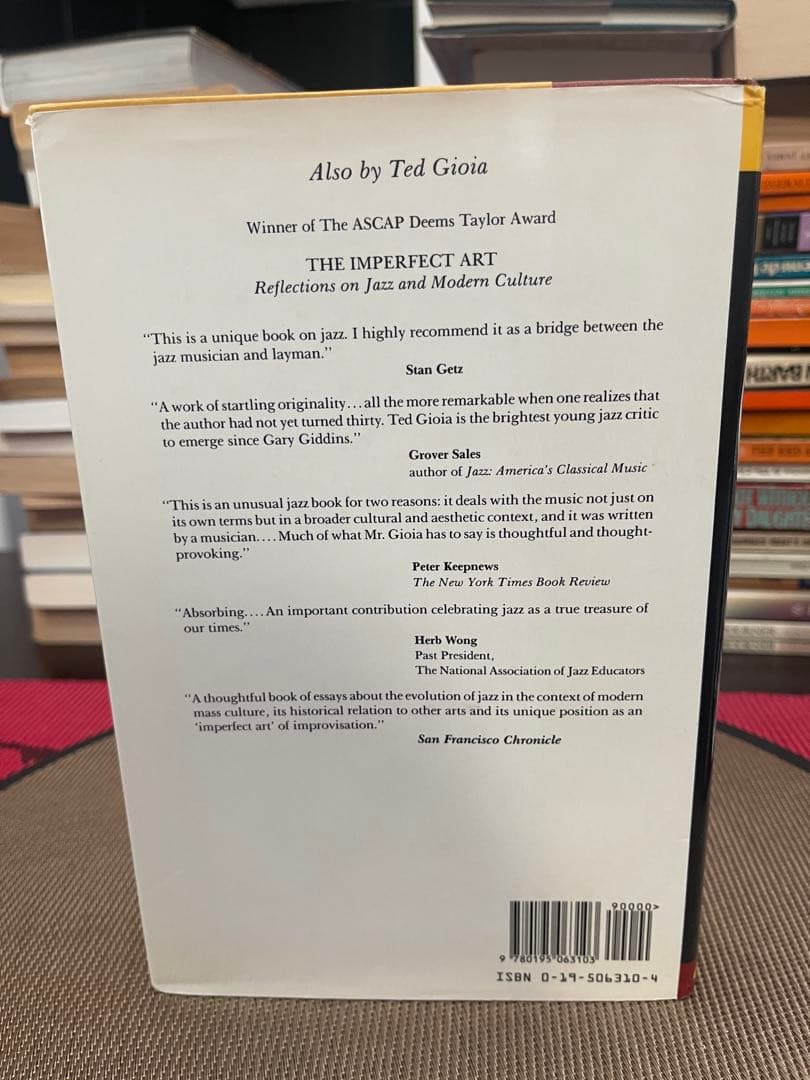 Also by Ted Gioia
Winner of The ASCAP Deems Taylor Award
THE IMPERFECT ART
Reflections on Jazz and Modern Culture
“This is a unique book on jazz. I highly recommend it as a bridge between the
jazz musician and layman.”
Stan Getz
“A work of startling originality...all the more remarkable when one realizes that
the author had not yet turned thirty. Ted Gioia is the brightest young jazz critic
to emerge since Gary Giddins.”
Grover Sales
author of Jazz: America's Classical Music
“This is an unusual jazz book for two reasons: it deals with the music not just on
its own terms but in a broader cultural and aesthetic context, and it was written
by a musician....Much of what Mr. Gioia has to say is thoughtful and thought-
provoking.”
Peter Keepnews
The New York Times Book Review
“Absorbing....An important contribution celebrating jazz as a true treasure of
our times.”
Herb Wong
Past President,
The National Association of Jazz Educators
“A thoughtful book of essays about the evolution of jazz in the context of modern
mass culture, its historical relation to other arts and its unique position as an
‘imperfect art’ of improvisation.”
San Francisco Chronicle
90000>
9 780195 063103
ISBN 0-19-506310-4
BARTH